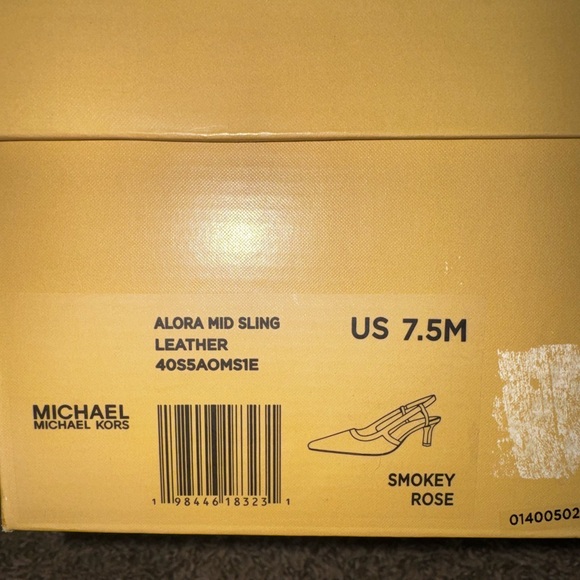 ALORA MID SLING
LEATHER
40S5AOMS1E
US 7.5M
MICHAEL
MICHAEL KORS
1 98446 18323 1
SMOKEY
ROSE
01400502